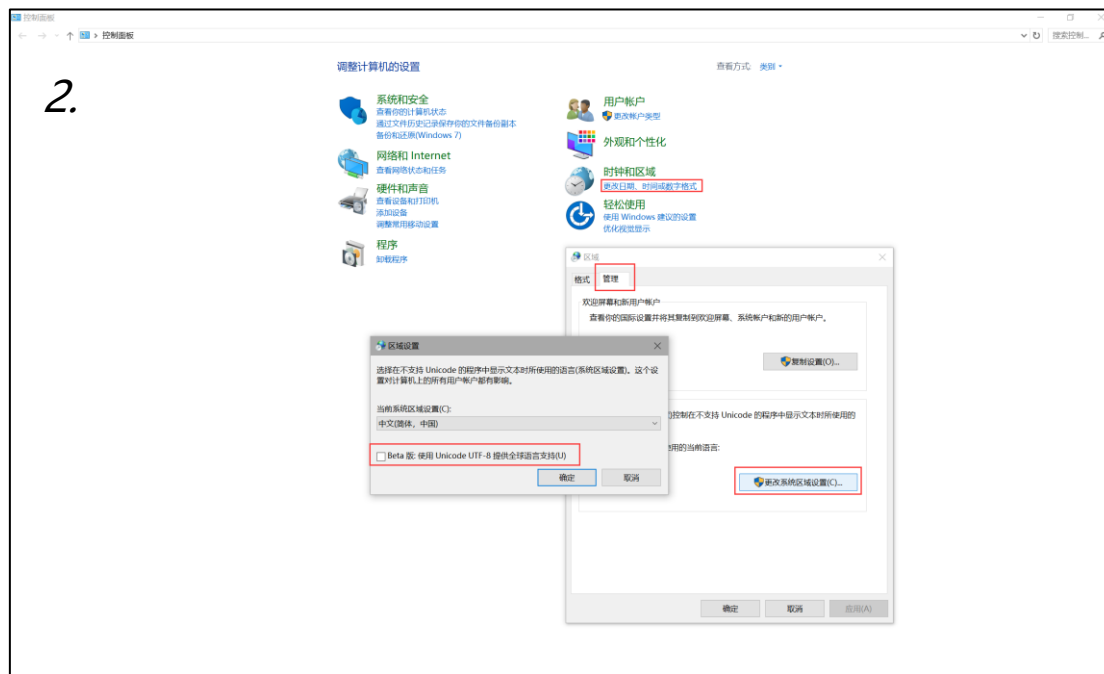 控制面板
控制面板
搜索控制...
2.
调整计算机的设置
查看方式: 类别
系统和安全
查看你的计算机状态
通过文件历史记录保存你的文件备份副本
备份和还原(Windows 7)
网络和 Internet
查看网络状态和任务
硬件和声音
查看设备和打印机
添加设备
调整常用移动设置
程序
卸载程序
用户帐户
更改帐户类型
外观和个性化
时钟和区域
更改日期、时间或数字格式
轻松使用
使用 Windows 建议的设置
优化视觉显示
区域
格式 管理
欢迎屏幕和新用户帐户
查看你的国际设置并将其复制到欢迎屏幕、系统帐户和新的用户帐户。
复制设置(O)...
控制在不支持 Unicode 的程序中显示文本时所使用的
用的当前语言:
更改系统区域设置(C)...
确定 取消 应用(A)
区域设置
选择在不支持 Unicode 的程序中显示文本时所使用的语言(系统区域设置)。这个设
置对计算机上的所有用户帐户都有影响。
当前系统区域设置(C):
中文(简体，中国)
Beta 版: 使用 Unicode UTF-8 提供全球语言支持(U)
确定 取消